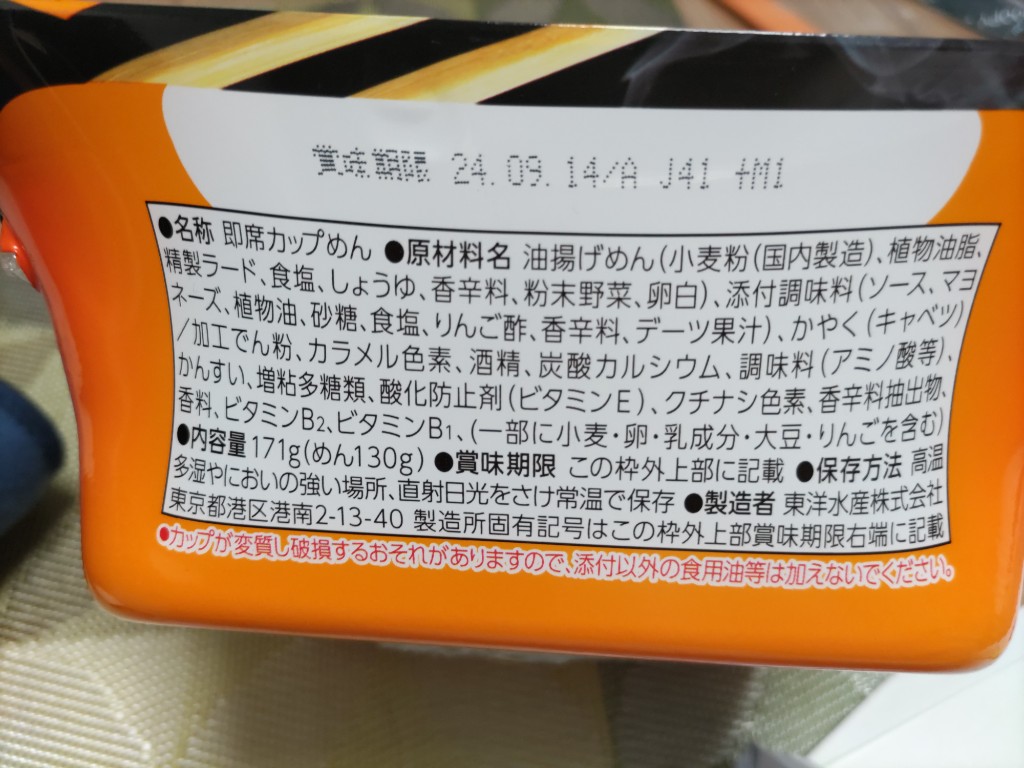 賞味期限 24.09.14/A J41 +M1
●名称 即席カップめん ●原材料名 油揚げめん(小麦粉(国内製造)、植物油脂、
精製ラード、食塩、しょうゆ、香辛料、粉末野菜、卵白)、添付調味料(ソース、マヨ
ネーズ、植物油、砂糖、食塩、りんご酢、香辛料、デーツ果汁)、かやく(キャベツ)
/加工でん粉、カラメル色素、酒精、炭酸カルシウム、調味料(アミノ酸等)、
かんすい、増粘多糖類、酸化防止剤(ビタミンE)、クチナシ色素、香辛料抽出物、
香料、ビタミンB2、ビタミンB1、(一部に小麦・卵・乳成分・大豆・りんごを含む)
●内容量171g(めん130g) ●賞味期限 この枠外上部に記載 ●保存方法 高温
多湿やにおいの強い場所、直射日光をさけ常温で保存 ●製造者 東洋水産株式会社
東京都港区港南2-13-40 製造所固有記号はこの枠外上部賞味期限右端に記載
●カップが変質し破損するおそれがありますので、添付以外の食用油等は加えないでください。